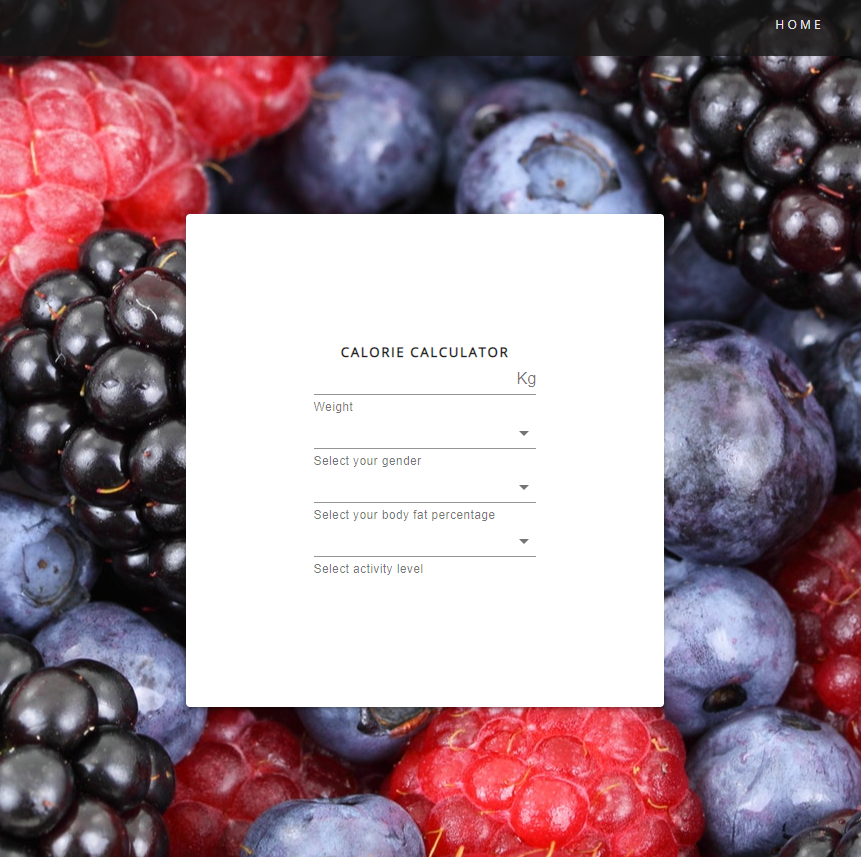 HOME
CALORIE CALCULATOR
Kg
Weight
Select your gender
Select your body fat percentage
Select activity level